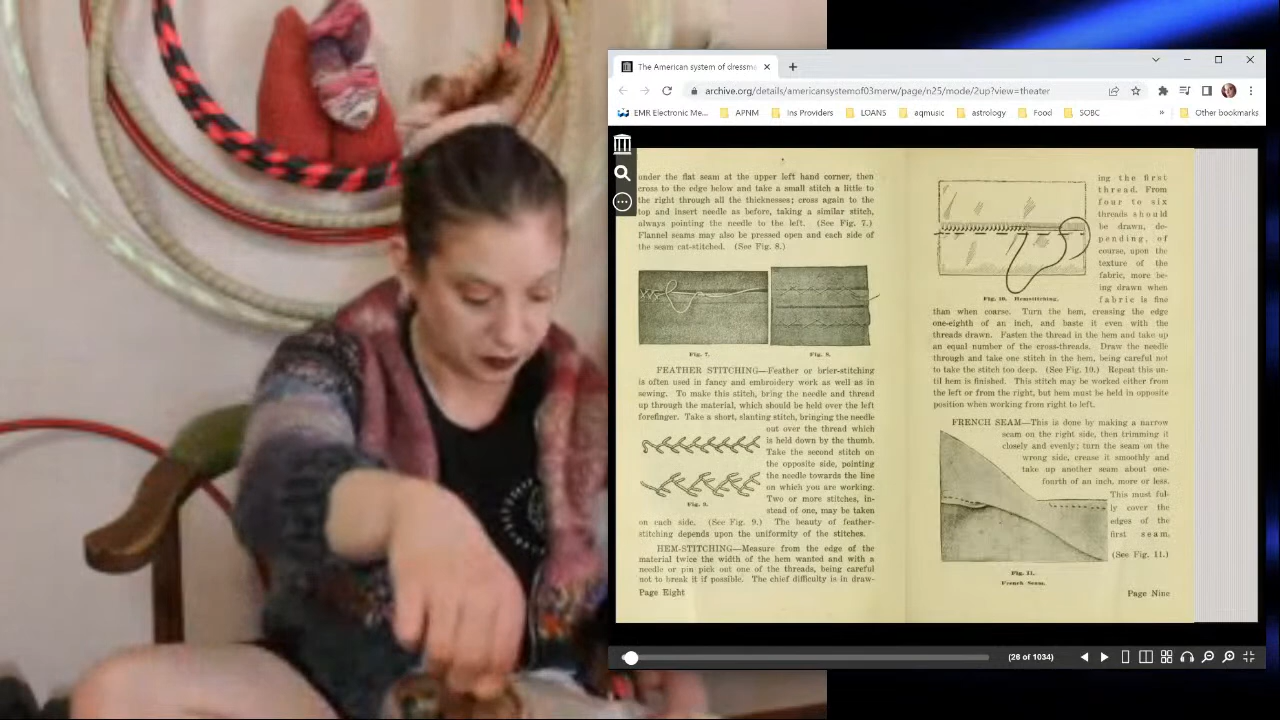 The American system of dressm
archive.org/details/americansystemof03merw/page/n25/mode/2up?view=theater
EMR Electronic Me...
APNM
Ins Providers
LOANS
aqmusic
astrology
Food
SOBC
»
Other bookmarks
under the flat seam at the upper left hand corner, then
cross to the edge below and take a small stitch a little to
the right through all the thicknesses; cross again to the
top and insert needle as before, taking a similar stitch,
always pointing the needle to the left. (See Fig. 7.)
Flannel seams may also be pressed open and each side of
the seam cat-stitched. (See Fig. 8.)
Fig. 7.
Fig. 8.
FEATHER STITCHING—Feather or brier-stitching
is often used in fancy and embroidery work as well as in
sewing. To make this stitch, bring the needle and thread
up through the material, which should be held over the left
forefinger. Take a short, slanting stitch, bringing the needle
out over the thread which
is held down by the thumb.
Take the second stitch on
the opposite side, pointing
the needle towards the line
on which you are working.
Two or more stitches, in-
stead of one, may be taken
Fig. 9.
on each side. (See Fig. 9.) The beauty of feather-
stitching depends upon the uniformity of the stitches.
HEM-STITCHING—Measure from the edge of the
material twice the width of the hem wanted and with a
needle or pin pick out one of the threads, being careful
not to break it if possible. The chief difficulty is in draw-
Page Eight
ing the first
thread. From
four to six
threads should
be drawn, de-
pending, of
course, upon the
texture of the
fabric, more be-
ing drawn when
fabric is fine
Fig. 10. Hemstitching.
than when coarse. Turn the hem, creasing the edge
one-eighth of an inch, and baste it even with the
threads drawn. Fasten the thread in the hem and take up
an equal number of the cross-threads. Draw the needle
through and take one stitch in the hem, being careful not
to take the stitch too deep. (See Fig. 10.) Repeat this un-
til hem is finished. This stitch may be worked either from
the left or from the right, but hem must be held in opposite
position when working from right to left.
FRENCH SEAM—This is done by making a narrow
seam on the right side, then trimming it
closely and evenly; turn the seam on the
wrong side, crease it smoothly and
take up another seam about one-
fourth of an inch, more or less.
This must ful-
ly cover the
edges of the
first seam.
(See Fig. 11.)
Fig. 11.
French Seam.
Page Nine
(26 of 1034)